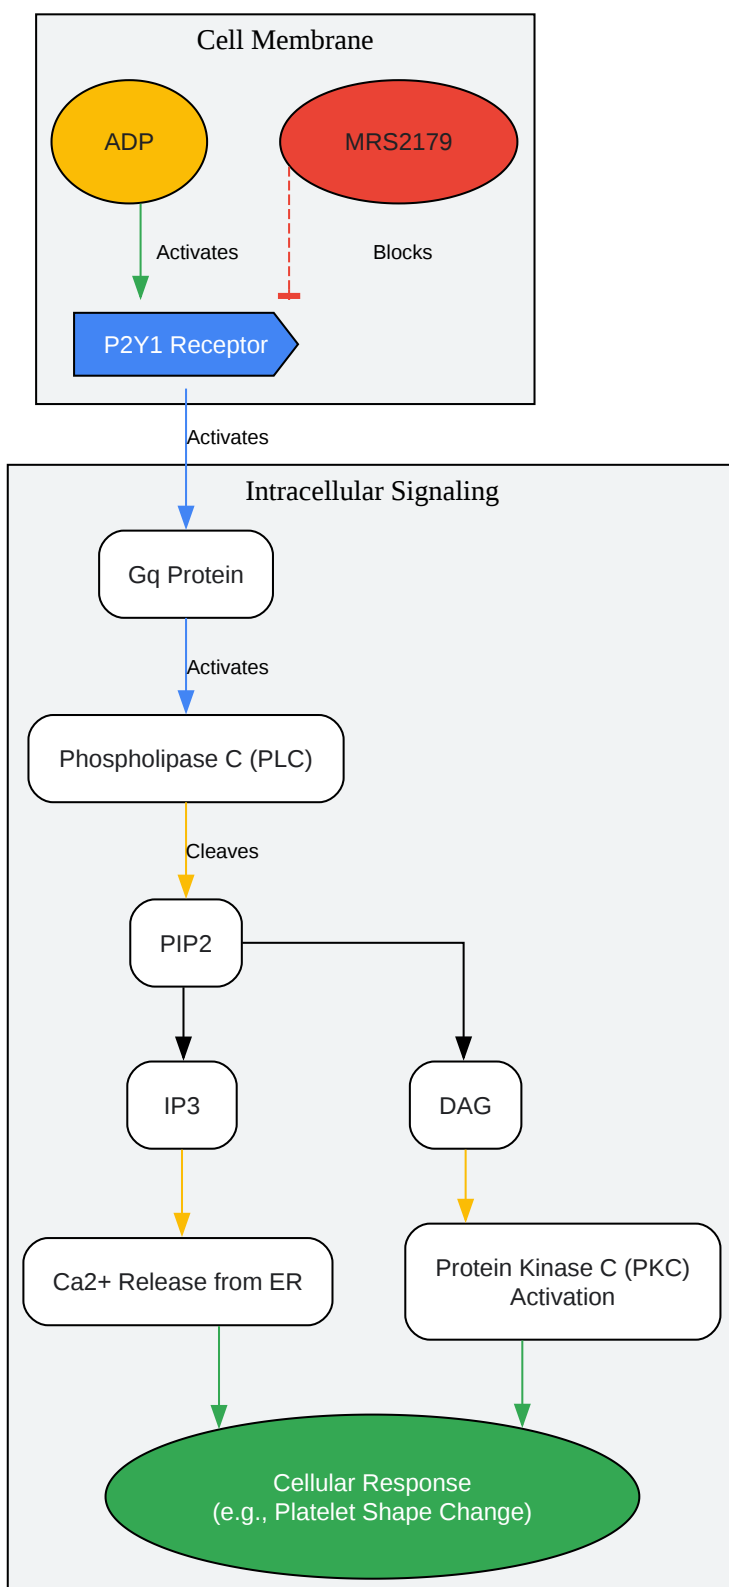 Cell Membrane
ADP
MRS2179
Activates
Blocks
P2Y1 Receptor
Activates
Intracellular Signaling
Gq Protein
Activates
Phospholipase C (PLC)
Cleaves
PIP2
IP3
DAG
Ca2+ Release from ER
Protein Kinase C (PKC)
Activation
Cellular Response
(e.g., Platelet Shape Change)